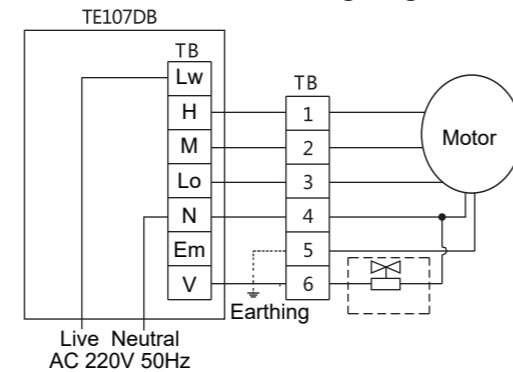 TE107DB
TB
Lw
H
M
Lo
N
Em
V
TB
1
2
3
4
5
6
Motor
Earthing
Live Neutral
AC 220V 50Hz